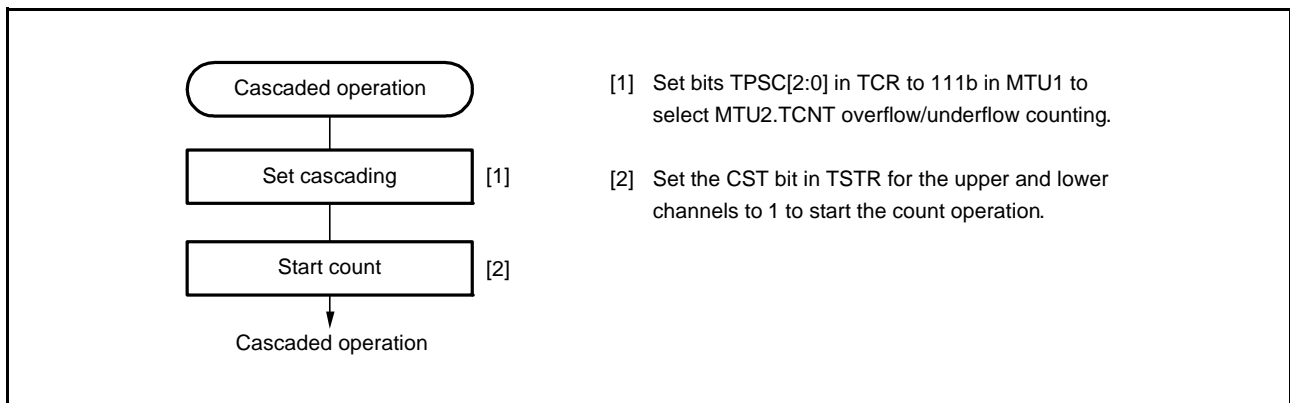 Cascaded operation
Set cascading [1]
Start count [2]
Cascaded operation
[1] Set bits TPSC[2:0] in TCR to 111b in MTU1 to
select MTU2.TCNT overflow/underflow counting.
[2] Set the CST bit in TSTR for the upper and lower
channels to 1 to start the count operation.